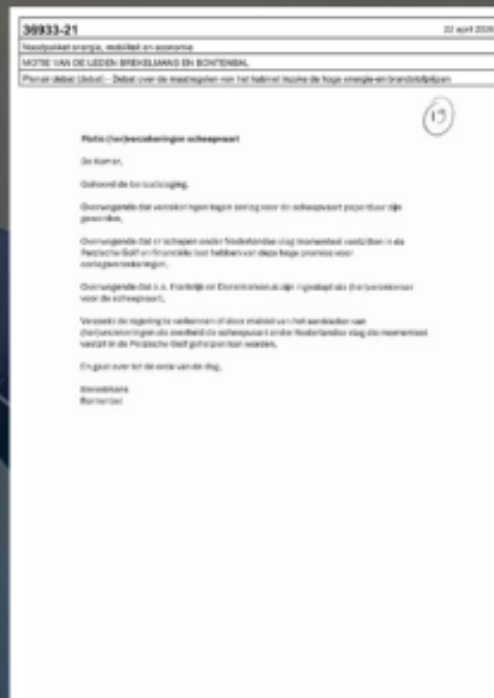 36933-21 22 april 2026
Noodpakket energie, mobiliteit en economie
MOTIE VAN DE LEDEN BREKELMANS EN BONTENBAL
Plenair debat (debat) - Debat over de maatregelen van het kabinet inzake de hoge energie-en brandstofprijzen
13
Motie (her)verzekeringen scheepvaart
De Kamer,
Gehoord de beraadslaging,
Overwegende dat verzekeringen tegen oorlog voor de scheepvaart peperduur zijn
geworden,
Overwegende dat er schepen onder Nederlandse vlag momenteel vastzitten in de
Perzische Golf en financiële last hebben van deze hoge premies voor
oorlogsverzekeringen,
Overwegende dat o.a. Frankrijk en Denemarken al zijn ingestapt als (her)verzekeraar
voor de scheepvaart,
Verzoekt de regering te verkennen of door middel van het aanbieden van
(her)verzekeringen als overheid de scheepvaart onder Nederlandse vlag die momenteel
vastzit in de Perzische Golf geholpen kan worden,
En gaat over tot de orde van de dag,
Brekelmans
Bontenbal